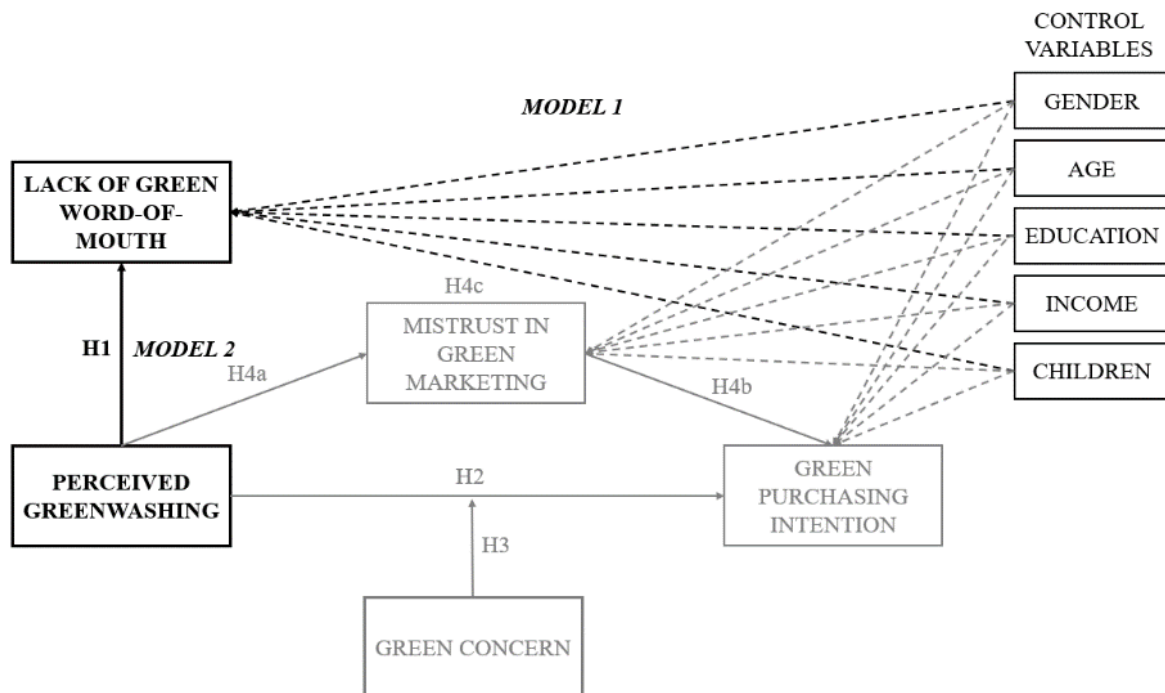 CONTROL
VARIABLES
GENDER
MODEL 1
AGE
LACK OF GREEN
WORD-OF-
MOUTH
EDUCATION
INCOME
H4c
MISTRUST IN
GREEN
MARKETING
H1
MODEL 2
H4a
CHILDREN
H4b
PERCEIVED
GREENWASHING
H2
GREEN
PURCHASING
INTENTION
H3
GREEN CONCERN